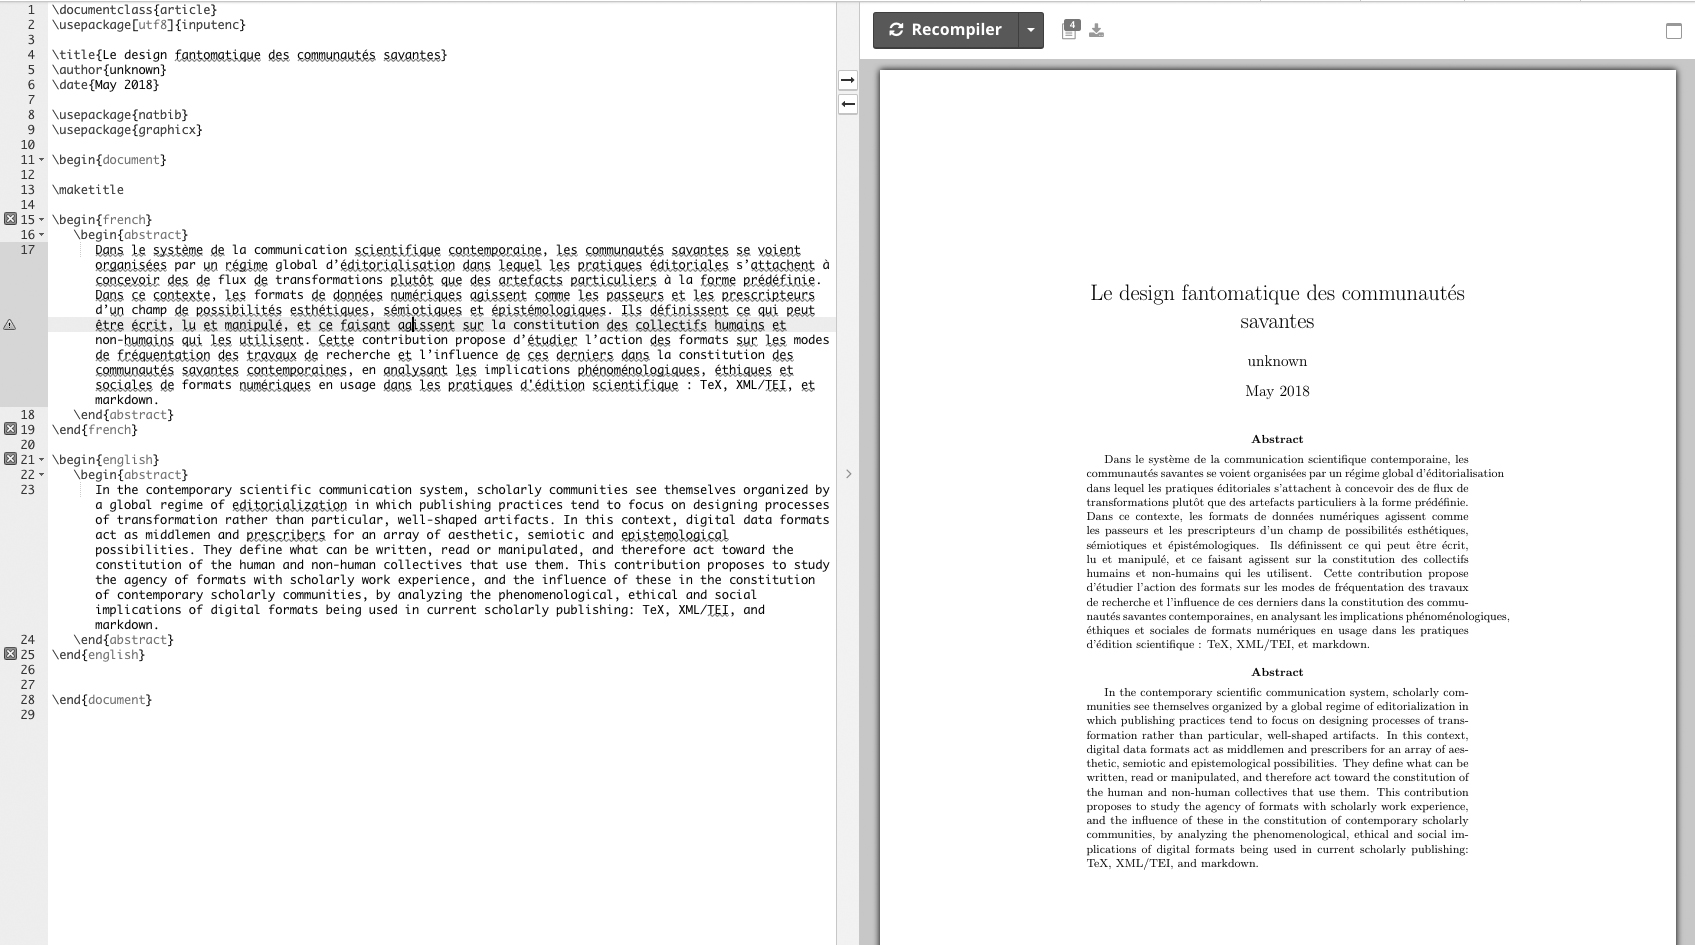 1 \documentclass{article}
2 \usepackage[utf8]{inputenc}
3
4 \title{Le design fantomatique des communautés savantes}
5 \author{unknown}
6 \date{May 2018}
7
8 \usepackage{natbib}
9 \usepackage{graphicx}
10
11 \begin{document}
12
13 \maketitle
14
15 \begin{french}
16 \begin{abstract}
17 Dans le système de la communication scientifique contemporaine, les communautés savantes se voient
organisées par un régime global d’éditorialisation dans lequel les pratiques éditoriales s’attachent à
concevoir des de flux de transformations plutôt que des artefacts particuliers à la forme prédéfinie.
Dans ce contexte, les formats de données numériques agissent comme les passeurs et les prescripteurs
d’un champ de possibilités esthétiques, sémiotiques et épistémologiques. Ils définissent ce qui peut
être écrit, lu et manipulé, et ce faisant agissent sur la constitution des collectifs humains et
non-humains qui les utilisent. Cette contribution propose d’étudier l’action des formats sur les modes
de fréquentation des travaux de recherche et l’influence de ces derniers dans la constitution des
communautés savantes contemporaines, en analysant les implications phénoménologiques, éthiques et
sociales de formats numériques en usage dans les pratiques d'édition scientifique : TeX, XML/TEI, et
markdown.
18 \end{abstract}
19 \end{french}
20
21 \begin{english}
22 \begin{abstract}
23 In the contemporary scientific communication system, scholarly communities see themselves organized by
a global regime of editorialization in which publishing practices tend to focus on designing processes
of transformation rather than particular, well-shaped artifacts. In this context, digital data formats
act as middlemen and prescribers for an array of aesthetic, semiotic and epistemological
possibilities. They define what can be written, read or manipulated, and therefore act toward the
constitution of the human and non-human collectives that use them. This contribution proposes to study
the agency of formats with scholarly work experience, and the influence of these in the constitution
of contemporary scholarly communities, by analyzing the phenomenological, ethical and social
implications of digital formats being used in current scholarly publishing: TeX, XML/TEI, and
markdown.
24 \end{abstract}
25 \end{english}
26
27
28 \end{document}
29
Recompiler
4
Le design fantomatique des communautés
savantes
unknown
May 2018
Abstract
Dans le système de la communication scientifique contemporaine, les
communautés savantes se voient organisées par un régime global d’éditorialisation
dans lequel les pratiques éditoriales s’attachent à concevoir des de flux de
transformations plutôt que des artefacts particuliers à la forme prédéfinie.
Dans ce contexte, les formats de données numériques agissent comme
les passeurs et les prescripteurs d’un champ de possibilités esthétiques,
sémiotiques et épistémologiques. Ils définissent ce qui peut être écrit,
lu et manipulé, et ce faisant agissent sur la constitution des collectifs
humains et non-humains qui les utilisent. Cette contribution propose
d’étudier l’action des formats sur les modes de fréquentation des travaux
de recherche et l’influence de ces derniers dans la constitution des commu-
nautés savantes contemporaines, en analysant les implications phénoménologiques,
éthiques et sociales de formats numériques en usage dans les pratiques
d’édition scientifique : TeX, XML/TEI, et markdown.
Abstract
In the contemporary scientific communication system, scholarly com-
munities see themselves organized by a global regime of editorialization in
which publishing practices tend to focus on designing processes of trans-
formation rather than particular, well-shaped artifacts. In this context,
digital data formats act as middlemen and prescribers for an array of aes-
thetic, semiotic and epistemological possibilities. They define what can be
written, read or manipulated, and therefore act toward the constitution of
the human and non-human collectives that use them. This contribution
proposes to study the agency of formats with scholarly work experience,
and the influence of these in the constitution of contemporary scholarly
communities, by analyzing the phenomenological, ethical and social im-
plications of digital formats being used in current scholarly publishing:
TeX, XML/TEI, and markdown.